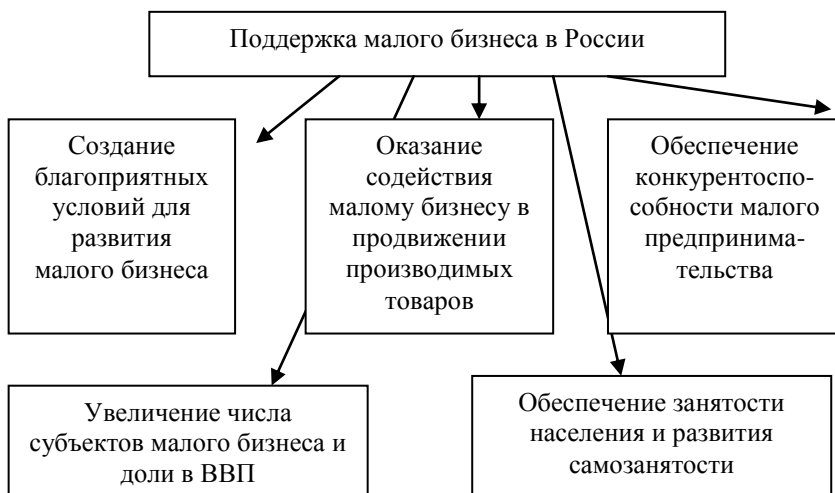 Поддержка малого бизнеса в России
Создание
благоприятных
условий для
развития
малого бизнеса
Оказание
содействия
малому бизнесу в
продвижении
производимых
товаров
Обеспечение
конкурентоспо-
собности малого
предпринима-
тельства
Увеличение числа
субъектов малого бизнеса и
доли в ВВП
Обеспечение занятости
населения и развития
самозанятости